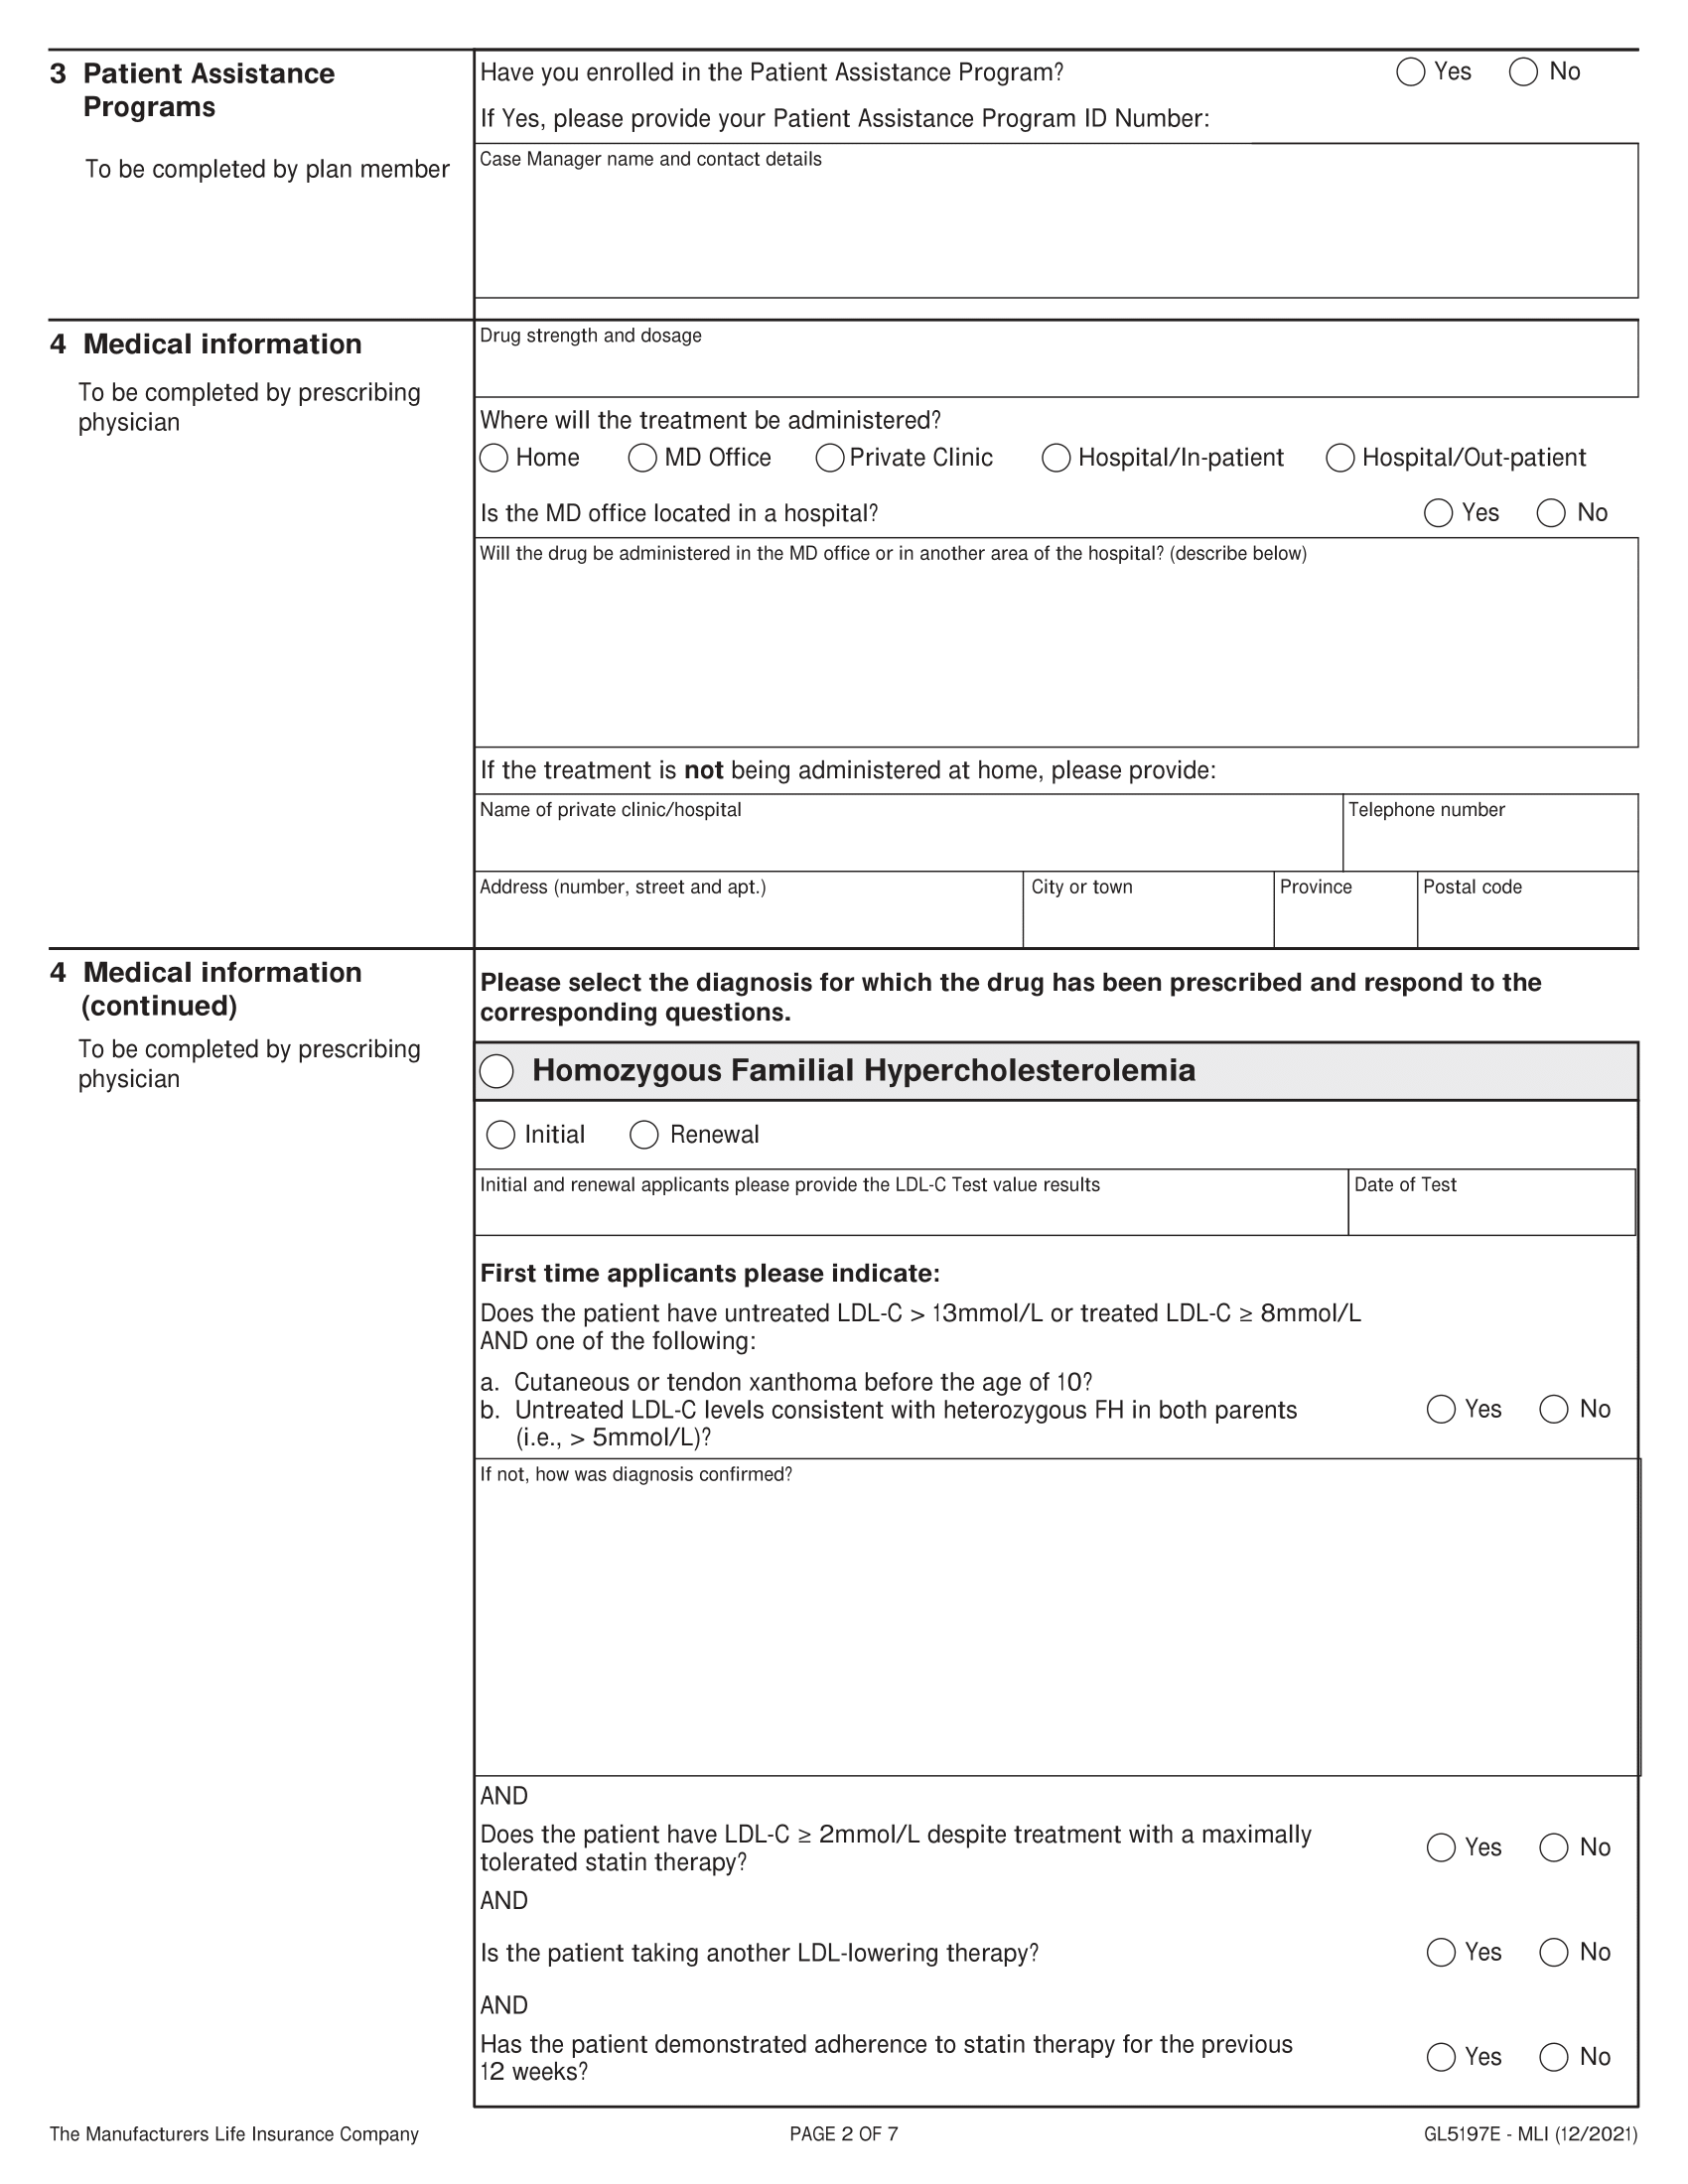 3 Patient Assistance
Programs
To be completed by plan member
Have you enrolled in the Patient Assistance Program? Yes No
If Yes, please provide your Patient Assistance Program ID Number:
Case Manager name and contact details
4 Medical information
To be completed by prescribing
physician
Drug strength and dosage
Where will the treatment be administered?
Home MD Office Private Clinic Hospital/In-patient Hospital/Out-patient
Is the MD office located in a hospital? Yes No
Will the drug be administered in the MD office or in another area of the hospital? (describe below)
If the treatment is not being administered at home, please provide:
Name of private clinic/hospital Telephone number
Address (number, street and apt.) City or town Province Postal code
4 Medical information
(continued)
To be completed by prescribing
physician
Please select the diagnosis for which the drug has been prescribed and respond to the
corresponding questions.
Homozygous Familial Hypercholesterolemia
Initial Renewal
Initial and renewal applicants please provide the LDL-C Test value results Date of Test
First time applicants please indicate:
Does the patient have untreated LDL-C > 13mmol/L or treated LDL-C ≥ 8mmol/L
AND one of the following:
a. Cutaneous or tendon xanthoma before the age of 10?
b. Untreated LDL-C levels consistent with heterozygous FH in both parents Yes No
(i.e., > 5mmol/L)?
If not, how was diagnosis confirmed?
AND
Does the patient have LDL-C ≥ 2mmol/L despite treatment with a maximally
tolerated statin therapy? Yes No
AND
Is the patient taking another LDL-lowering therapy? Yes No
AND
Has the patient demonstrated adherence to statin therapy for the previous
12 weeks? Yes No
The Manufacturers Life Insurance Company PAGE 2 OF 7 GL5197E - MLI (12/2021)